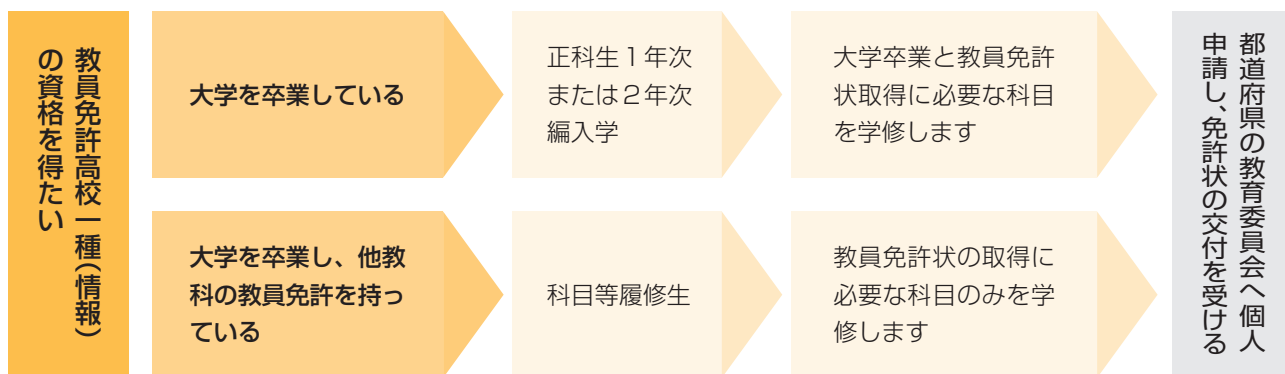 教員免許高校一種（情報）
の資格を得たい
大学を卒業している
正科生１年次
または２年次
編入学
大学卒業と教員免許
状取得に必要な科目
を学修します
大学を卒業し、他教
科の教員免許を持っ
ている
科目等履修生
教員免許状の取得に
必要な科目のみを学
修します
都道府県の教育委員会へ個人
申請し、免許状の交付を受ける